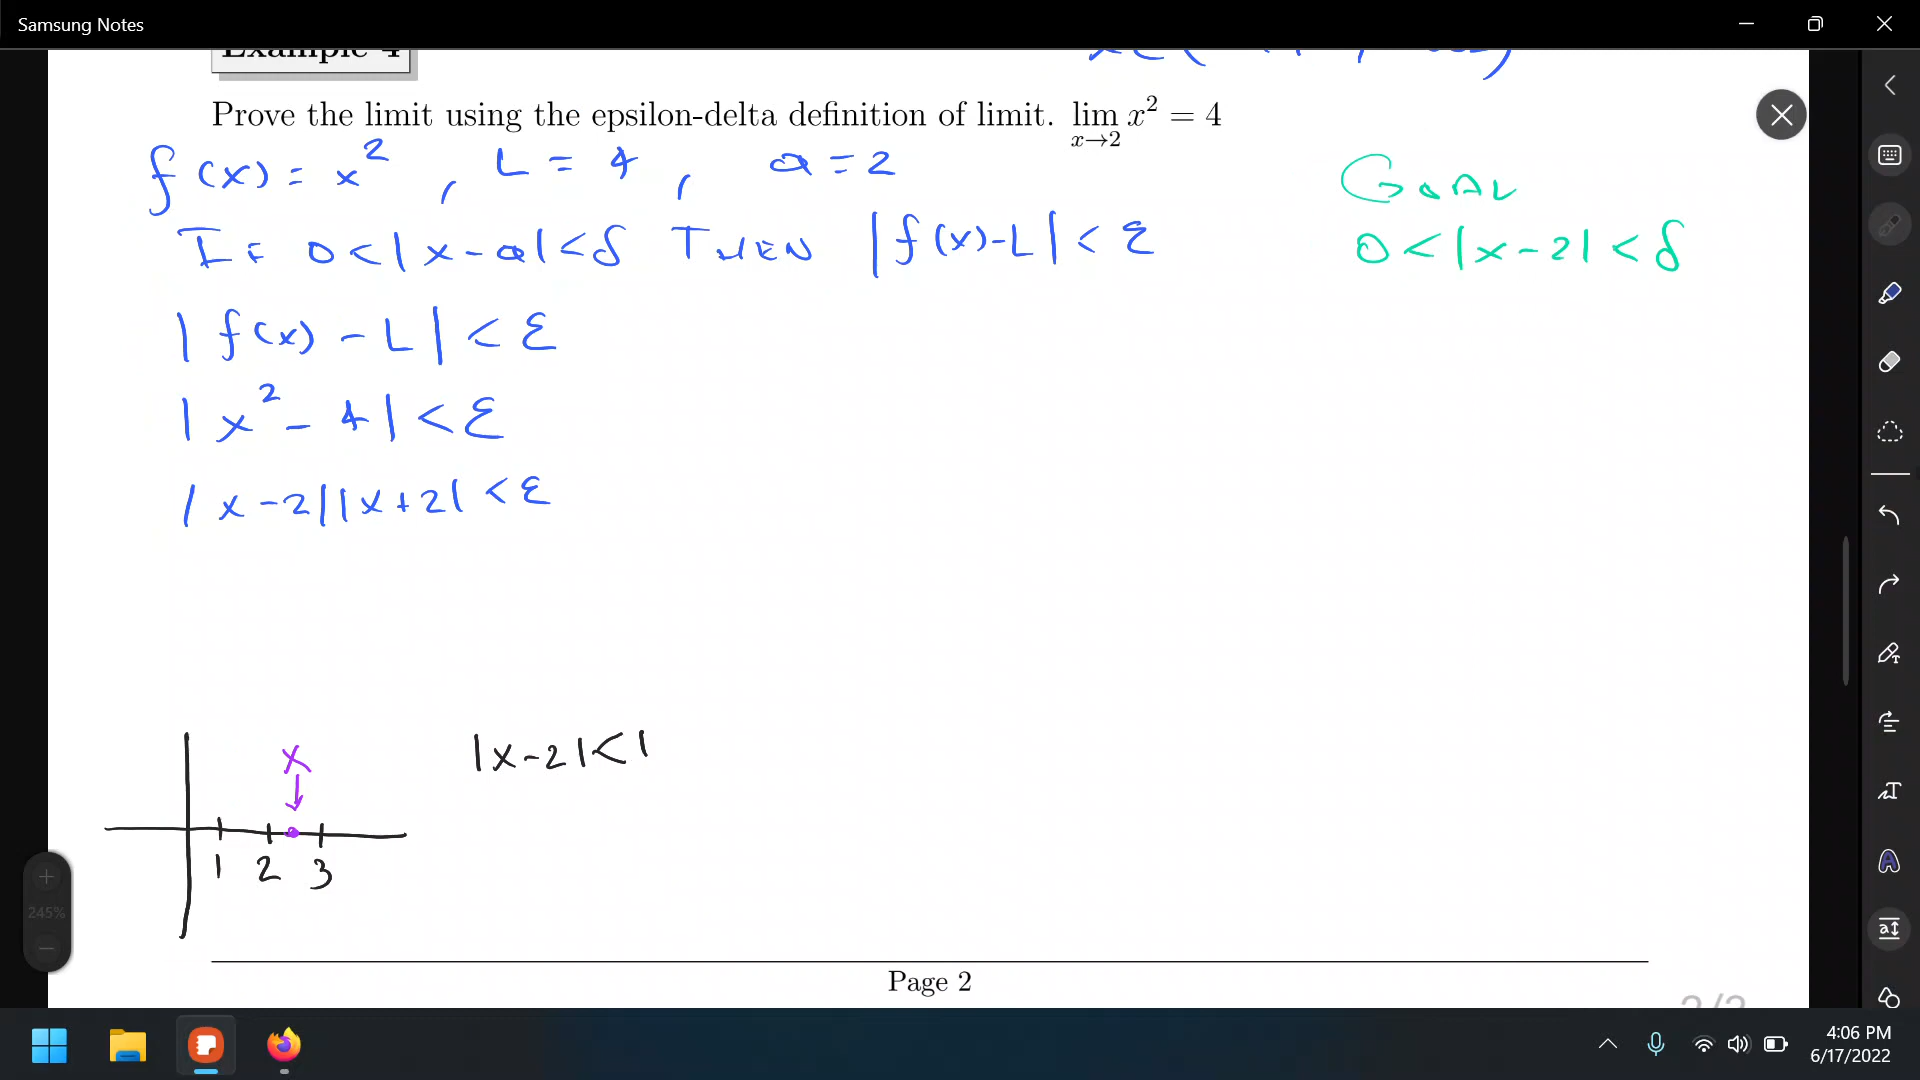 Samsung Notes
Example 4
Prove the limit using the epsilon-delta definition of limit. lim x→2 x² = 4
f(x) = x², L = 4, a = 2
GOAL
IF 0 < |x - a| < δ THEN |f(x) - L| < ε
0 < |x - 2| < δ
|f(x) - L| < ε
|x² - 4| < ε
|x - 2||x + 2| < ε
x
|x - 2| < 1
1 2 3
245%
Page 2
4:06 PM
6/17/2022